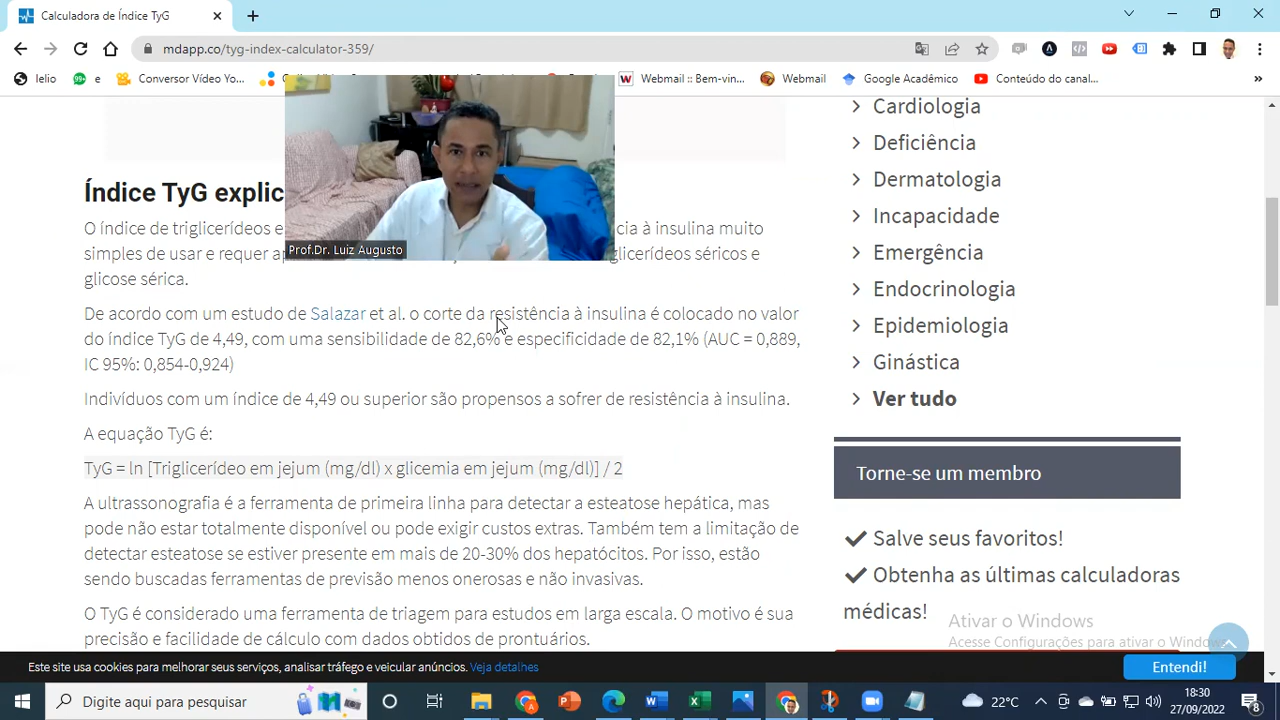 Calculadora de Índice TyG
mdapp.co/tyg-index-calculator-359/
lelio
99+ e
Conversor Vídeo Yo...
Webmail :: Bem-vin...
Webmail
Google Acadêmico
Conteúdo do canal...
»
Índice TyG explic
O índice de triglicerídeos e
cia à insulina muito
simples de usar e requer
glicerídeos séricos e
glicose sérica.
Prof.Dr. Luiz Augusto
De acordo com um estudo de Salazar et al. o corte da resistência à insulina é colocado no valor
do índice TyG de 4,49, com uma sensibilidade de 82,6% e especificidade de 82,1% (AUC = 0,889,
IC 95%: 0,854-0,924)
Indivíduos com um índice de 4,49 ou superior são propensos a sofrer de resistência à insulina.
A equação TyG é:
TyG = ln [Triglicerídeo em jejum (mg/dl) x glicemia em jejum (mg/dl)] / 2
A ultrassonografia é a ferramenta de primeira linha para detectar a esteatose hepática, mas
pode não estar totalmente disponível ou pode exigir custos extras. Também tem a limitação de
detectar esteatose se estiver presente em mais de 20-30% dos hepatócitos. Por isso, estão
sendo buscadas ferramentas de previsão menos onerosas e não invasivas.
O TyG é considerado uma ferramenta de triagem para estudos em larga escala. O motivo é sua
precisão e facilidade de cálculo com dados obtidos de prontuários.
Cardiologia
Deficiência
Dermatologia
Incapacidade
Emergência
Endocrinologia
Epidemiologia
Ginástica
Ver tudo
Torne-se um membro
Salve seus favoritos!
Obtenha as últimas calculadoras
médicas!
Ativar o Windows
Acesse Configurações para ativar o Windows.
Este site usa cookies para melhorar seus serviços, analisar tráfego e veicular anúncios. Veja detalhes
Entendi!
Digite aqui para pesquisar
22°C
18:30
27/09/2022
8